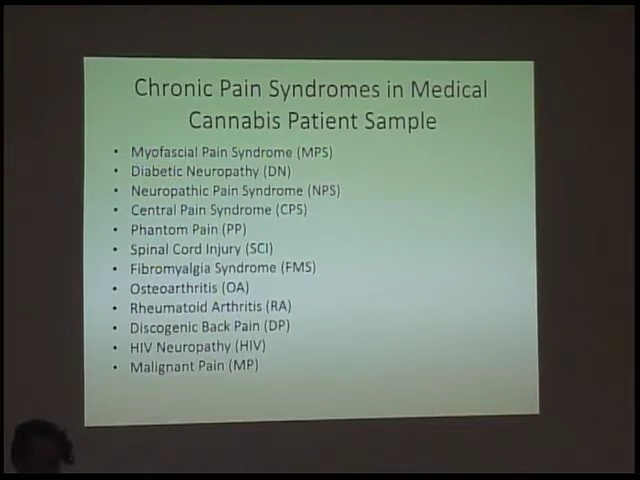 Chronic Pain Syndromes in Medical
Cannabis Patient Sample
• Myofascial Pain Syndrome (MPS)
• Diabetic Neuropathy (DN)
• Neuropathic Pain Syndrome (NPS)
• Central Pain Syndrome (CPS)
• Phantom Pain (PP)
• Spinal Cord Injury (SCI)
• Fibromyalgia Syndrome (FMS)
• Osteoarthritis (OA)
• Rheumatoid Arthritis (RA)
• Discogenic Back Pain (DP)
• HIV Neuropathy (HIV)
• Malignant Pain (MP)